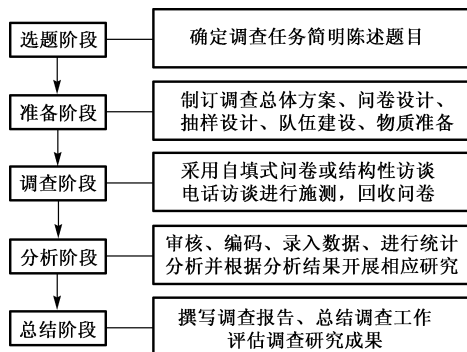 选题阶段
确定调查任务简明陈述题目
准备阶段
制订调查总体方案、问卷设计、
抽样设计、队伍建设、物质准备
调查阶段
采用自填式问卷或结构性访谈
电话访谈进行施测，回收问卷
分析阶段
审核、编码、录入数据、进行统计
分析并根据分析结果开展相应研究
总结阶段
撰写调查报告、总结调查工作
评估调查研究成果